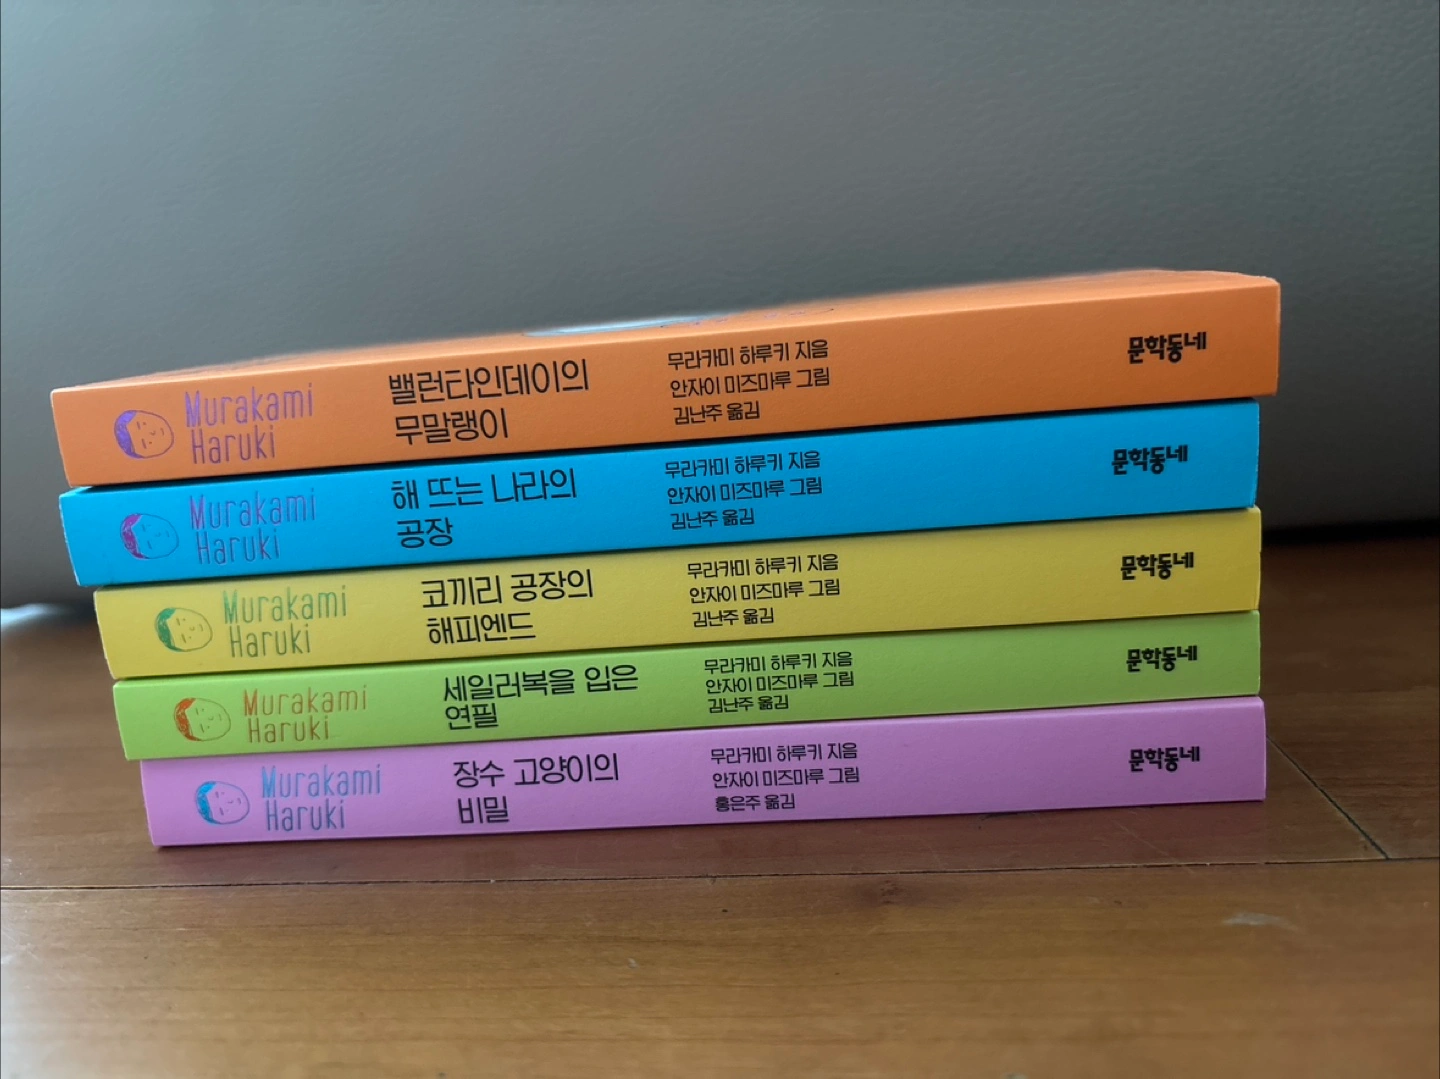 Murakami
Haruki
밸런타인데이의
무말랭이
무라카미 하루키 지음
안자이 미즈마루 그림
김난주 옮김
문학동네
Murakami
Haruki
해 뜨는 나라의
공장
무라카미 하루키 지음
안자이 미즈마루 그림
김난주 옮김
문학동네
Murakami
Haruki
코끼리 공장의
해피엔드
무라카미 하루키 지음
안자이 미즈마루 그림
김난주 옮김
문학동네
Murakami
Haruki
세일러복을 입은
연필
무라카미 하루키 지음
안자이 미즈마루 그림
김난주 옮김
문학동네
Murakami
Haruki
장수 고양이의
비밀
무라카미 하루키 지음
안자이 미즈마루 그림
홍은주 옮김
문학동네